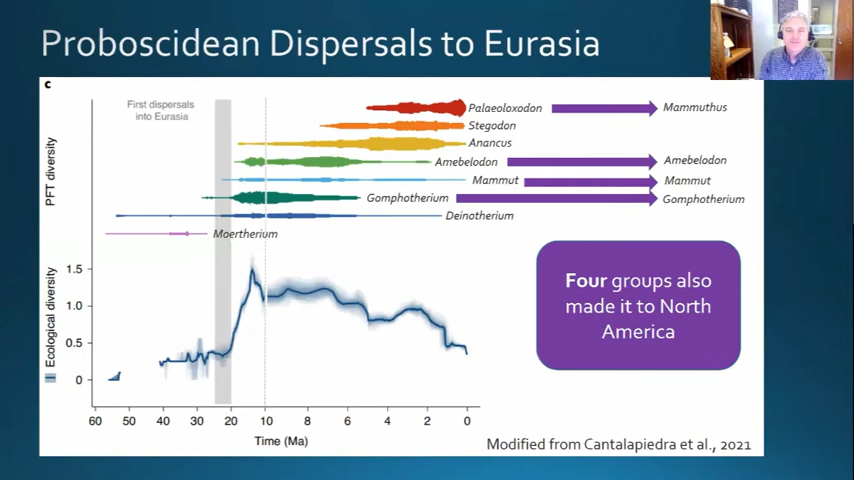 Proboscidean Dispersals to Eurasia
c
First dispersals
into Eurasia
PFT diversity
Palaeoloxodon
Mammuthus
Stegodon
Anancus
Amebelodon
Amebelodon
Mammut
Mammut
Gomphotherium
Gomphotherium
Deinotherium
Moertherium
Four groups also
made it to North
America
Ecological diversity
1.5
1.0
0.5
0
60 50 40 30 20 10 8 6 4 2 0
Time (Ma)
Modified from Cantalapiedra et al., 2021